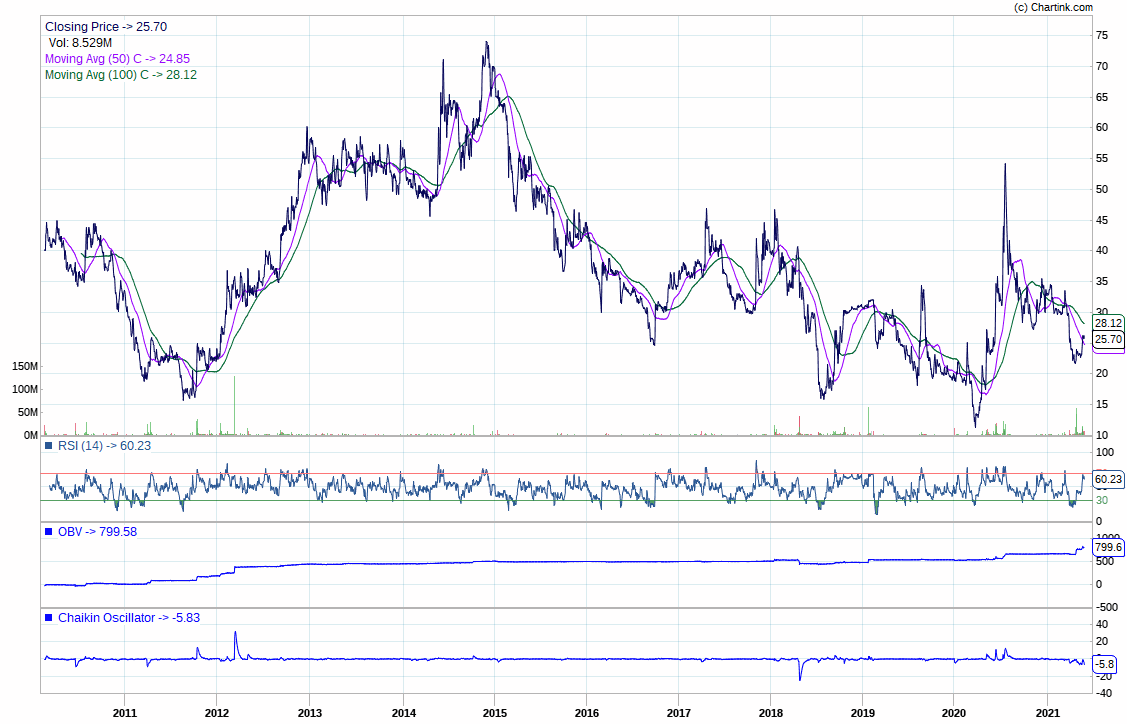 (c) Chartink.com
Closing Price -> 25.70
Vol: 8.529M
Moving Avg (50) C -> 24.85
Moving Avg (100) C -> 28.12
75
70
65
60
55
50
45
40
35
30
28.12
25.70
20
15
10
150M
100M
50M
0M
RSI (14) -> 60.23
100
60.23
30
0
OBV -> 799.58
1000
799.6
500
0
-500
Chaikin Oscillator -> -5.83
40
20
-5.8
-20
-40
2011 2012 2013 2014 2015 2016 2017 2018 2019 2020 2021